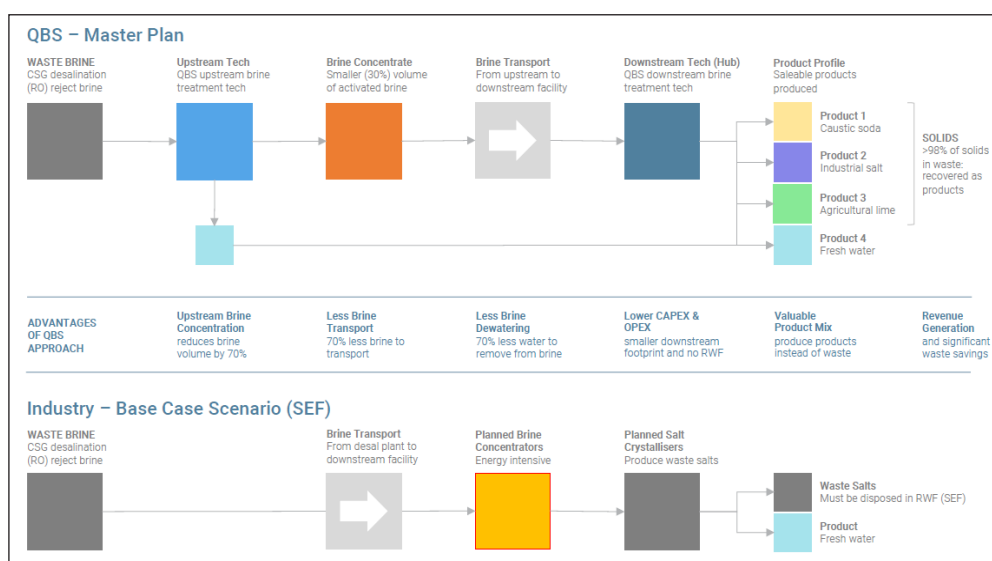 QBS – Master Plan
WASTE BRINE
CSG desalination
(RO) reject brine
Upstream Tech
QBS upstream brine
treatment tech
Brine Concentrate
Smaller (30%) volume
of activated brine
Brine Transport
From upstream to
downstream facility
Downstream Tech (Hub)
QBS downstream brine
treatment tech
Product Profile
Saleable products
produced
Product 1
Caustic soda
Product 2
Industrial salt
Product 3
Agricultural lime
Product 4
Fresh water
SOLIDS
>98% of solids
in waste:
recovered as
products
ADVANTAGES
OF QBS
APPROACH
Upstream Brine
Concentration
reduces brine
volume by 70%
Less Brine
Transport
70% less brine to
transport
Less Brine
Dewatering
70% less water to
remove from brine
Lower CAPEX &
OPEX
smaller downstream
footprint and no RWF
Valuable
Product Mix
produce products
instead of waste
Revenue
Generation
and significant
waste savings
Industry – Base Case Scenario (SEF)
WASTE BRINE
CSG desalination
(RO) reject brine
Brine Transport
From desal plant to
downstream facility
Planned Brine
Concentrators
Energy intensive
Planned Salt
Crystallisers
Produce waste salts
Waste Salts
Must be disposed in RWF (SEF)
Product
Fresh water